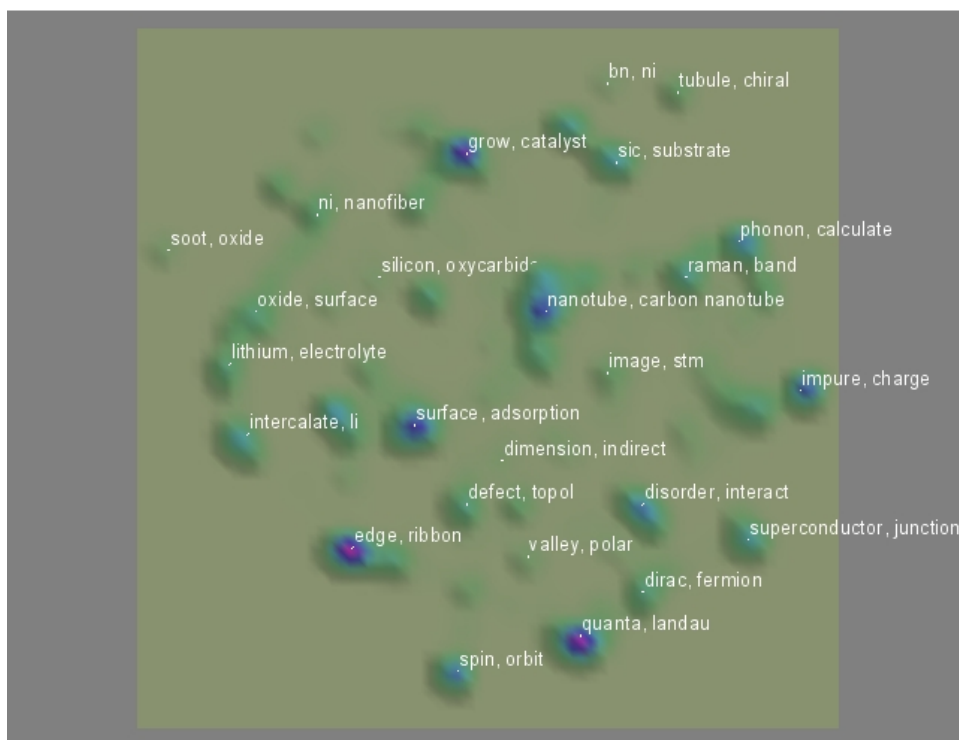 bn, ni
tubule, chiral
grow, catalyst
sic, substrate
ni, nanofiber
phonon, calculate
soot, oxide
silicon, oxycarbide
raman, band
oxide, surface
nanotube, carbon nanotube
lithium, electrolyte
image, stm
impure, charge
surface, adsorption
intercalate, li
dimension, indirect
defect, topol
disorder, interact
superconductor, junction
edge, ribbon
valley, polar
dirac, fermion
quanta, landau
spin, orbit